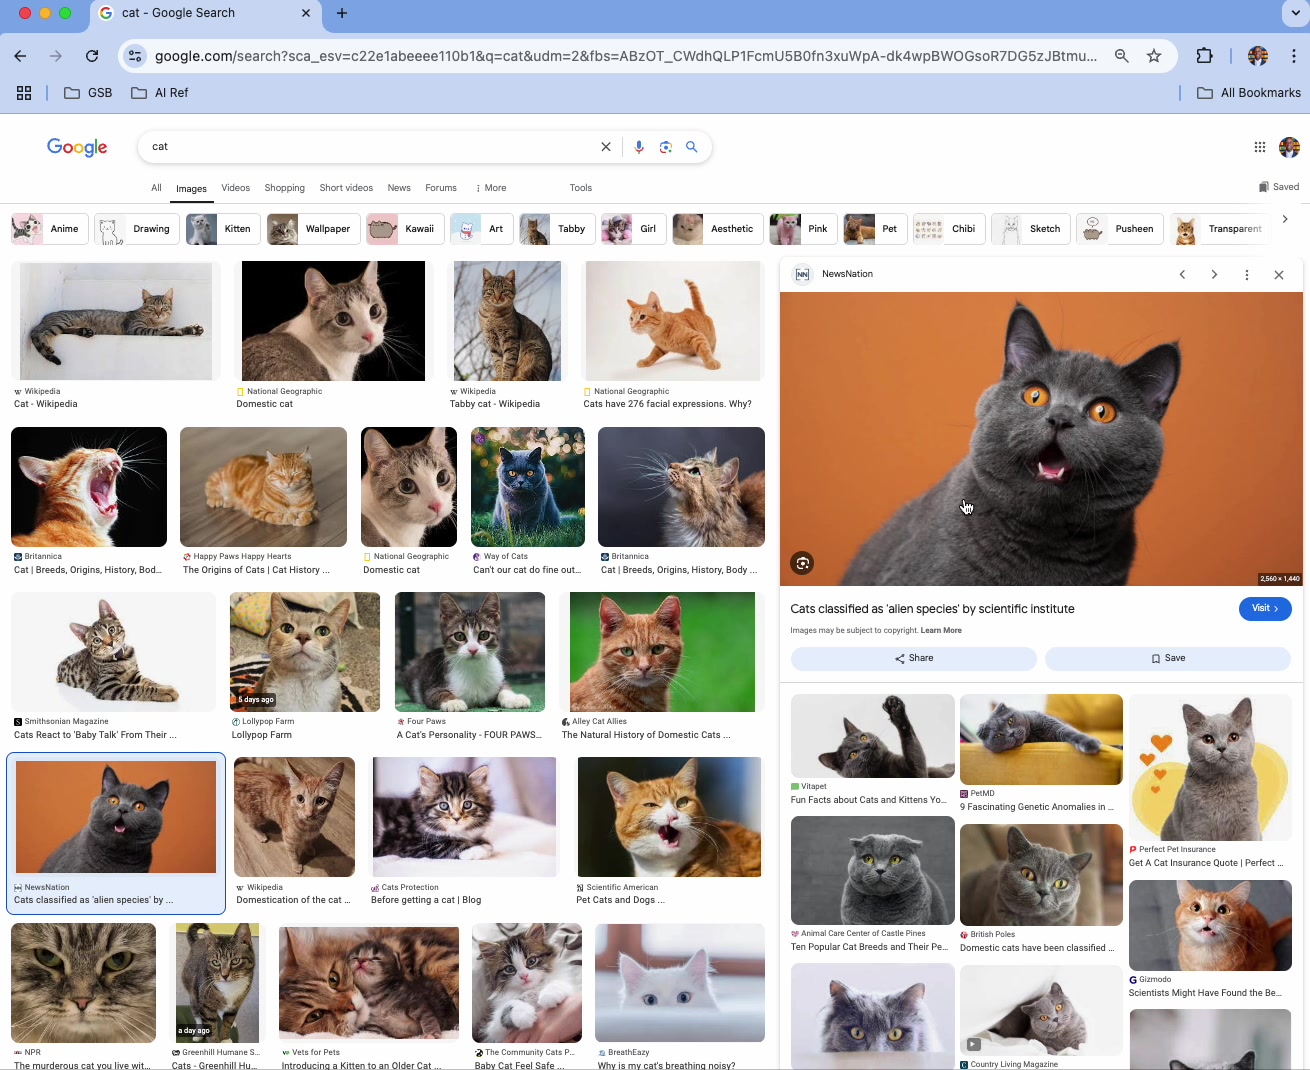 cat - Google Search
google.com/search?sca_esv=c22e1abeeee110b1&q=cat&udm=2&fbs=ABzOT_CWdhQLP1FcmU5B0fn3xuWpA-dk4wpBWOGsoR7DG5zJBtmu...
GSB
AI Ref
All Bookmarks
Google
cat
All
Images
Videos
Shopping
Short videos
News
Forums
More
Tools
Saved
Anime
Drawing
Kitten
Wallpaper
Kawaii
Art
Tabby
Girl
Aesthetic
Pink
Pet
Chibi
Sketch
Pusheen
Transparent
Wikipedia
Cat - Wikipedia
National Geographic
Domestic cat
Wikipedia
Tabby cat - Wikipedia
National Geographic
Cats have 276 facial expressions. Why?
Britannica
Cat | Breeds, Origins, History, Bod...
Happy Paws Happy Hearts
The Origins of Cats | Cat History ...
National Geographic
Domestic cat
Way of Cats
Can't our cat do fine out...
Britannica
Cat | Breeds, Origins, History, Body ...
Smithsonian Magazine
Cats React to 'Baby Talk' From Their ...
5 days ago
Lollypop Farm
Lollypop Farm
Four Paws
A Cat's Personality - FOUR PAWS...
Alley Cat Allies
The Natural History of Domestic Cats ...
NewsNation
Cats classified as 'alien species' by ...
Wikipedia
Domestication of the cat ...
Cats Protection
Before getting a cat | Blog
Scientific American
Pet Cats and Dogs ...
NPR
The murderous cat you live wit...
a day ago
Greenhill Humane S...
Cats - Greenhill Hu...
Vets for Pets
Introducing a Kitten to an Older Cat ...
The Community Cats P...
Baby Cat Feel Safe ...
BreathEazy
Why is my cat's breathing noisy?
NN
NewsNation
2,560 × 1,440
Cats classified as 'alien species' by scientific institute
Visit
Images may be subject to copyright. Learn More
Share
Save
Vitapet
Fun Facts about Cats and Kittens Yo...
PetMD
9 Fascinating Genetic Anomalies in ...
Perfect Pet Insurance
Get A Cat Insurance Quote | Perfect ...
Animal Care Center of Castle Pines
Ten Popular Cat Breeds and Their Pe...
British Poles
Domestic cats have been classified ...
Gizmodo
Scientists Might Have Found the Be...
Country Living Magazine